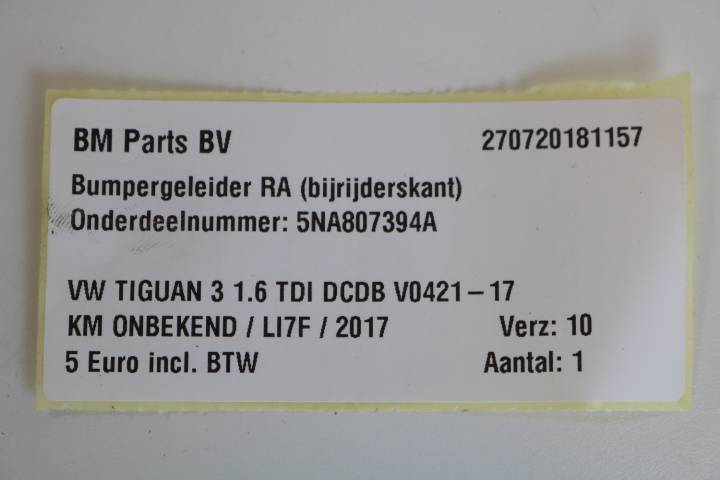 BM Parts BV 270720181157
Bumpergeleider RA (bijrijderskant)
Onderdeelnummer: 5NA807394A
VW TIGUAN 3 1.6 TDI DCDB V0421-17
KM ONBEKEND / LI7F / 2017 Verz: 10
5 Euro incl. BTW Aantal: 1